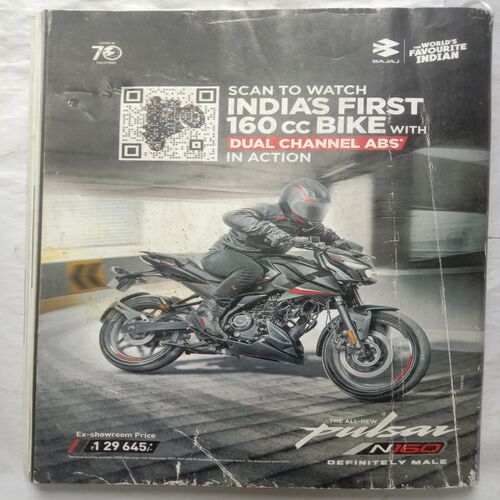 70
BAJAJ
THE WORLD'S
FAVOURITE
INDIAN
SCAN TO WATCH
INDIA'S FIRST
160 CC BIKE WITH
DUAL CHANNEL ABS*
IN ACTION
Ex-showroom Price
₹1 29 645/-*
THE ALL-NEW
pulsar
N160
DEFINITELY MALE